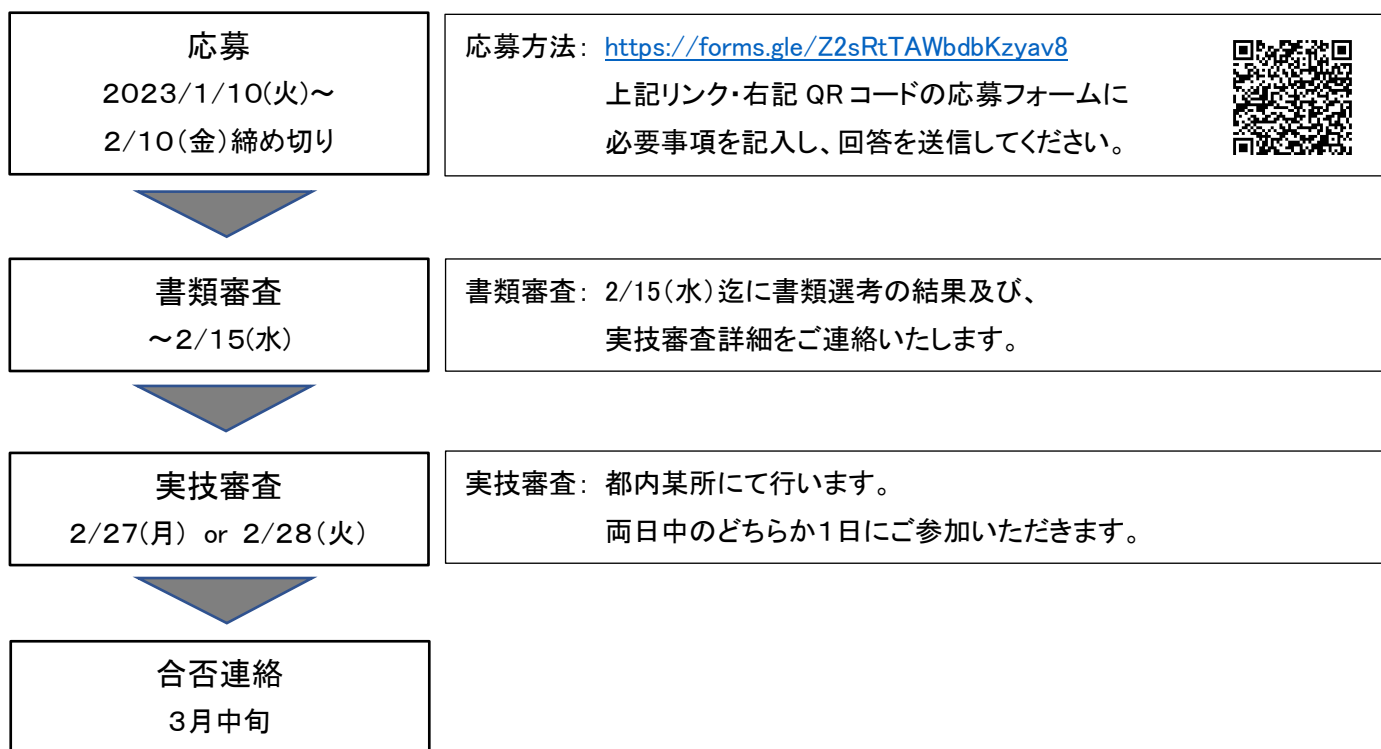 応募
2023/1/10(火)～
2/10(金)締め切り
応募方法： https://forms.gle/Z2sRtTAWbdbKzyav8
上記リンク・右記 QR コードの応募フォームに
必要事項を記入し、回答を送信してください。
書類審査
～2/15(水)
書類審査： 2/15(水)迄に書類選考の結果及び、
実技審査詳細をご連絡いたします。
実技審査
2/27(月) or 2/28(火)
実技審査： 都内某所にて行います。
両日中のどちらか１日にご参加いただきます。
合否連絡
３月中旬